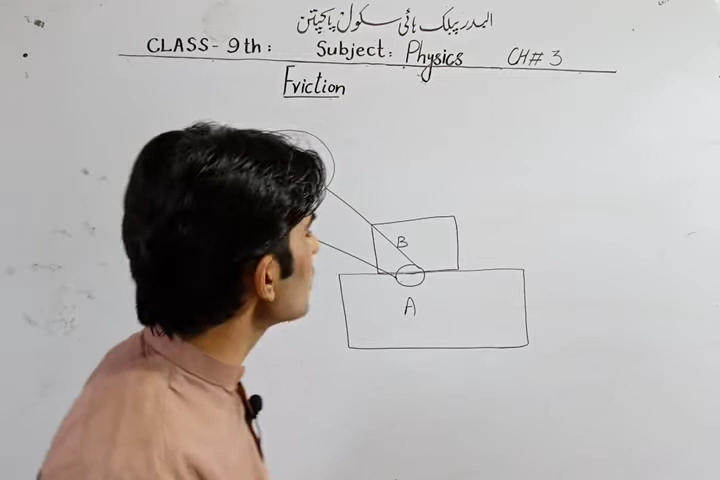 البدر پبلک ہائی سکول پاکپتن
CLASS- 9th: Subject: Physics CH# 3
Friction
B
A